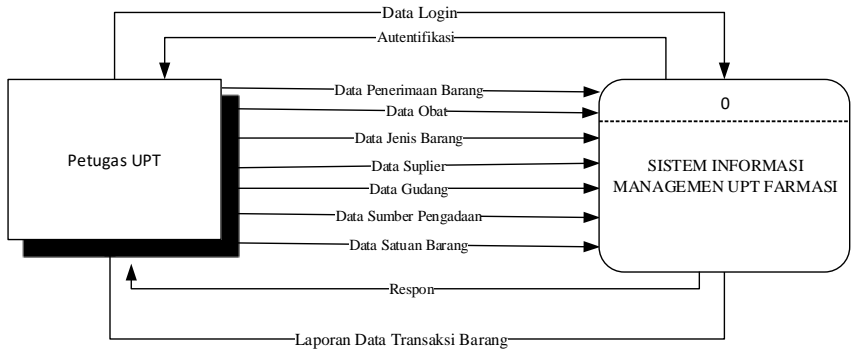 Data Login
Autentifikasi
Data Penerimaan Barang
Data Obat
Data Jenis Barang
Data Suplier
Data Gudang
Data Sumber Pengadaan
Data Satuan Barang
Petugas UPT
0
SISTEM INFORMASI
MANAGEMEN UPT FARMASI
Respon
Laporan Data Transaksi Barang